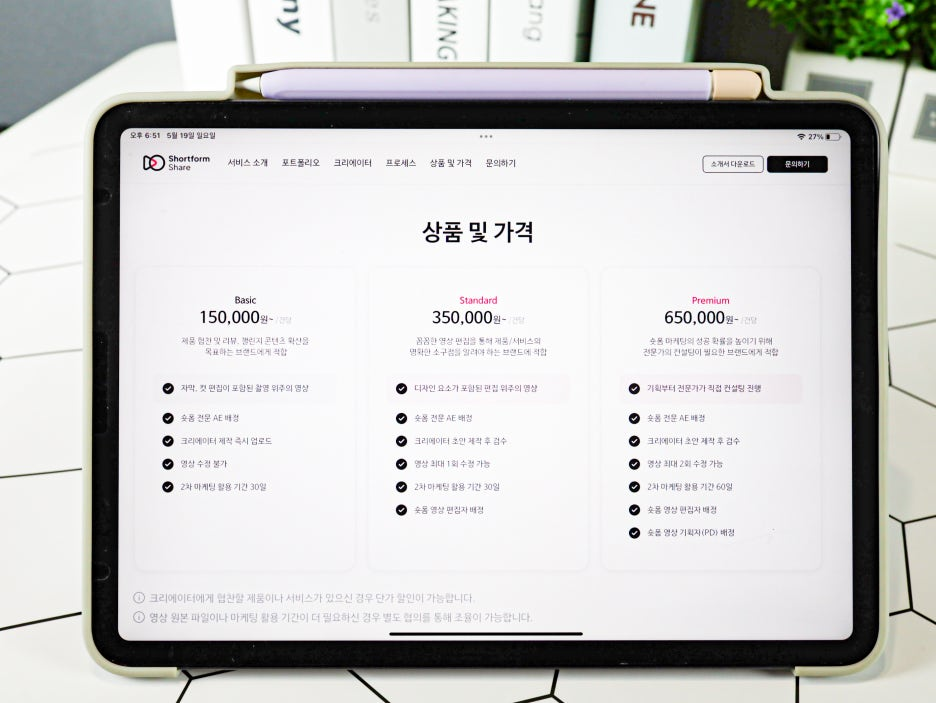 ny
es
KING
ng
NE
오후 6:51 5월 19일 일요일
27%
Shortform
Share
서비스 소개 포트폴리오 크리에이터 프로세스 상품 및 가격 문의하기
소개서 다운로드 문의하기
상품 및 가격
Basic
150,000원~ /건당
제품 협찬 및 리뷰, 챌린지 콘텐츠 확산을
목표하는 브랜드에게 적합
자막, 컷 편집이 포함된 촬영 위주의 영상
숏폼 전문 AE 배정
크리에이터 제작 즉시 업로드
영상 수정 불가
2차 마케팅 활용 기간 30일
Standard
350,000원~ /건당
꼼꼼한 영상 편집을 통해 제품/서비스의
명확한 소구점을 알려야 하는 브랜드에 적합
디자인 요소가 포함된 편집 위주의 영상
숏폼 전문 AE 배정
크리에이터 초안 제작 후 검수
영상 최대 1회 수정 가능
2차 마케팅 활용 기간 30일
숏폼 영상 편집자 배정
Premium
650,000원~ /건당
숏폼 마케팅의 성공 확률을 높이기 위해
전문가의 컨설팅이 필요한 브랜드에게 적합
기획부터 전문가가 직접 컨설팅 진행
숏폼 전문 AE 배정
크리에이터 초안 제작 후 검수
영상 최대 2회 수정 가능
2차 마케팅 활용 기간 60일
숏폼 영상 편집자 배정
숏폼 영상 기획자(PD) 배정
크리에이터에게 협찬할 제품이나 서비스가 있으신 경우 단가 할인이 가능합니다.
영상 원본 파일이나 마케팅 활용 기간이 더 필요하신 경우 별도 협의를 통해 조율이 가능합니다.